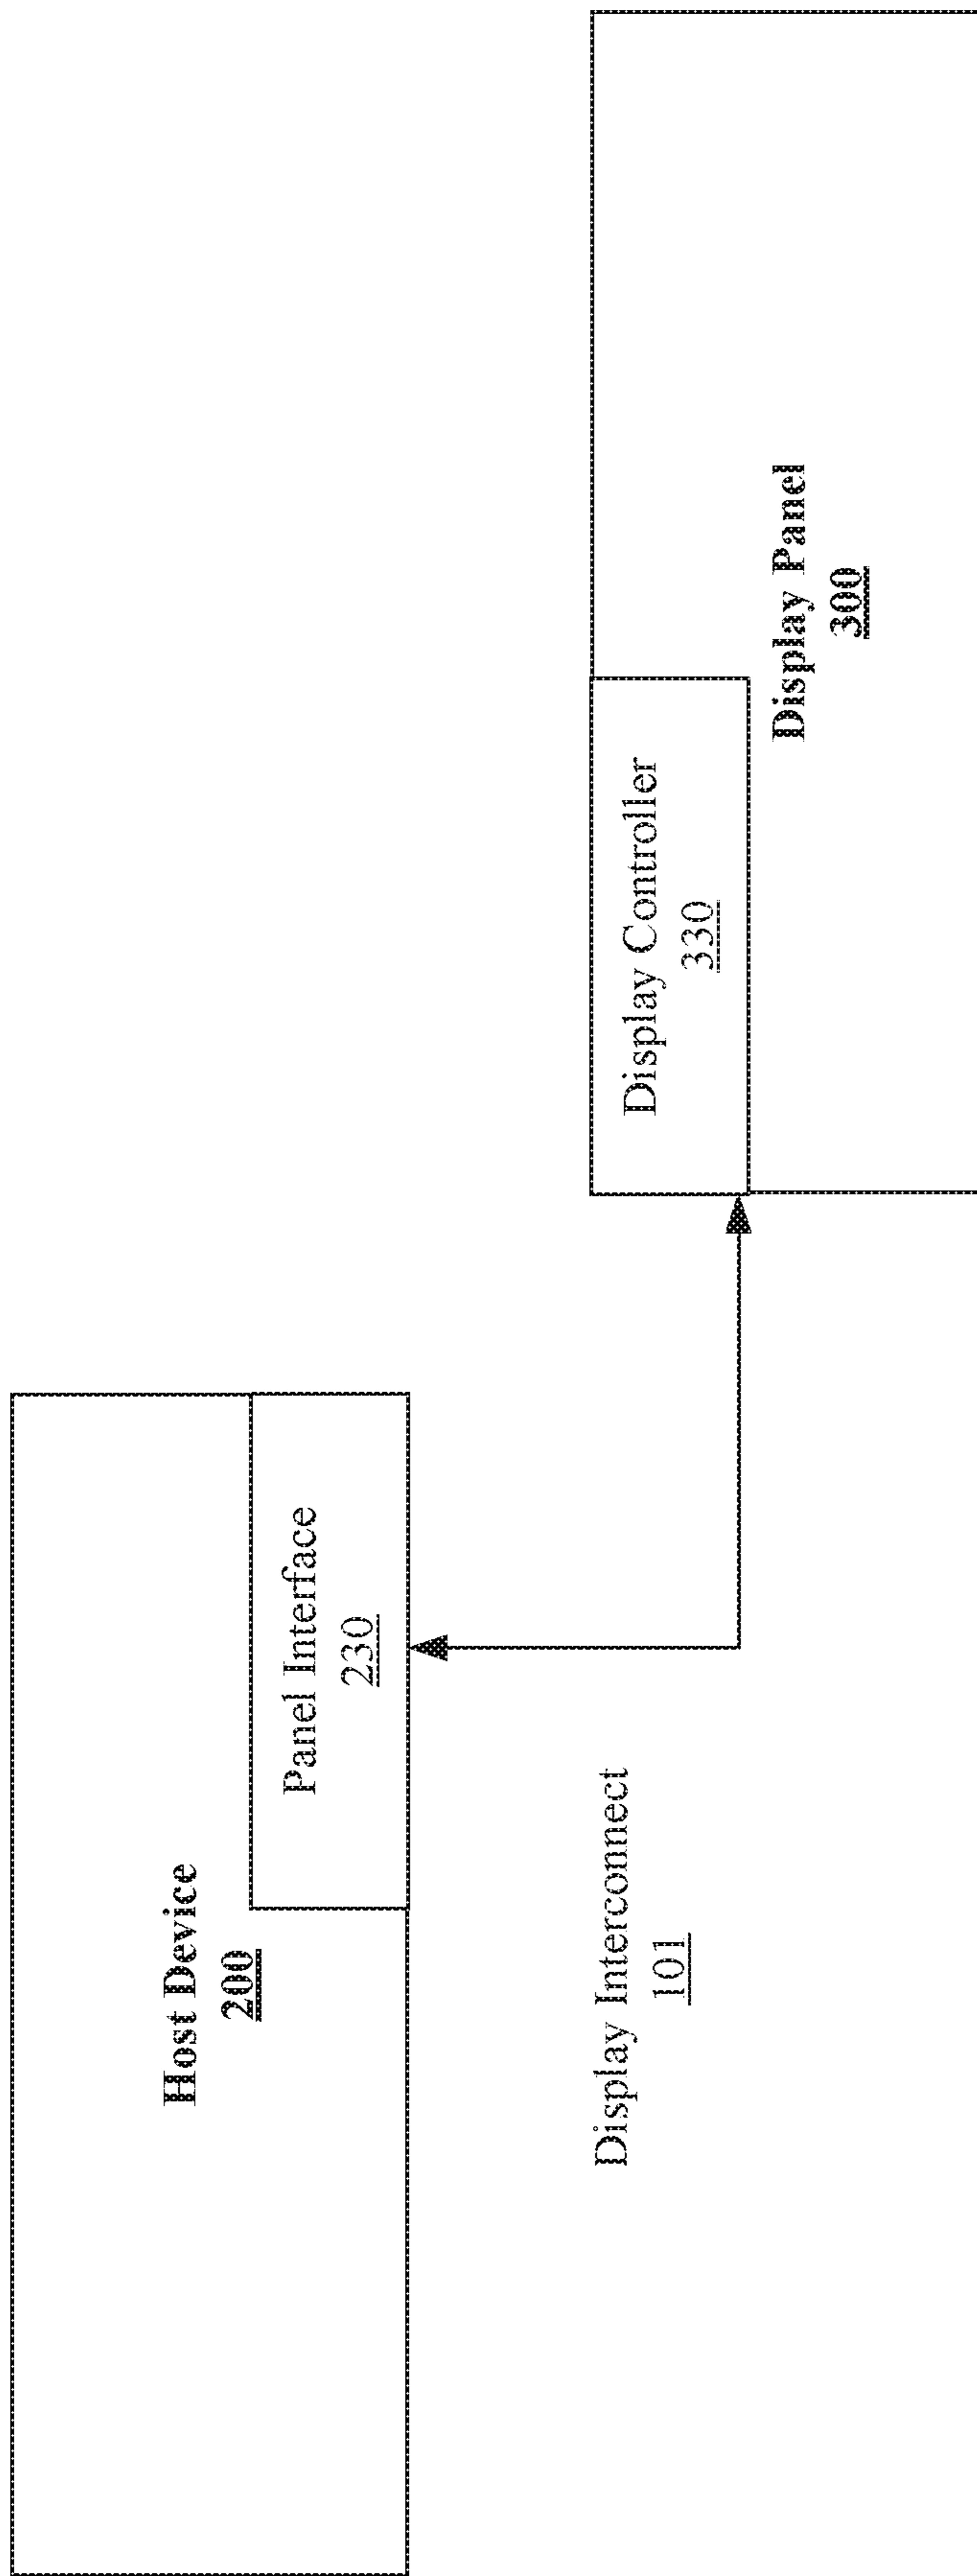 Host Device
200
Panel Interface
230
Display Interconnect
101
Display Controller
330
Display Panel
300